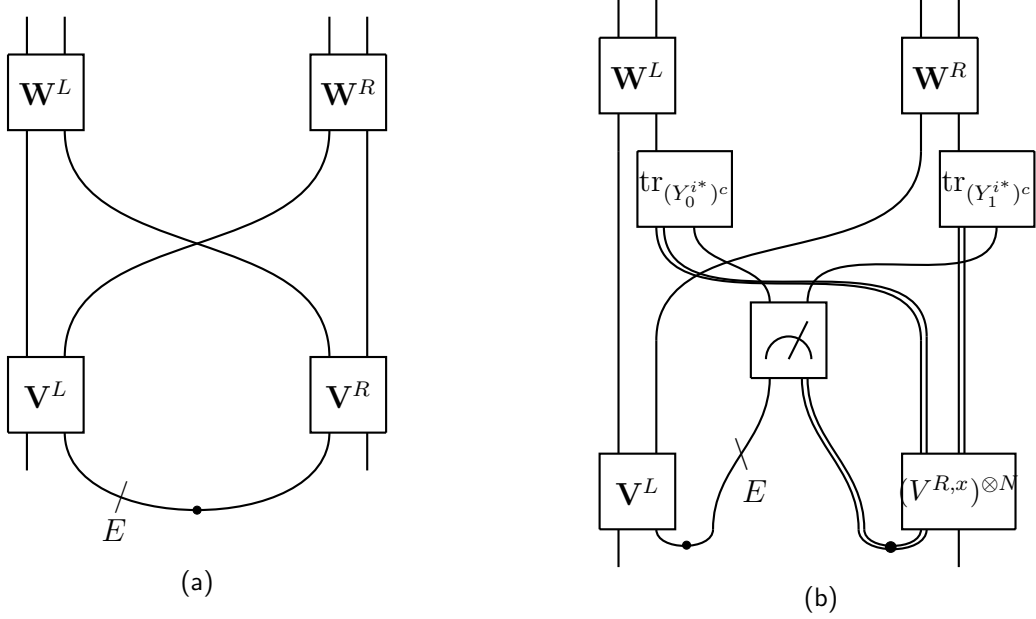 𝐖^L 𝐖^R
𝐕^L 𝐕^R
E
(a)
𝐖^L 𝐖^R
tr_{(Y_0^{i*})^c} tr_{(Y_1^{i*})^c}
𝐕^L E (V^{R,x})^{⊗N}
(b)